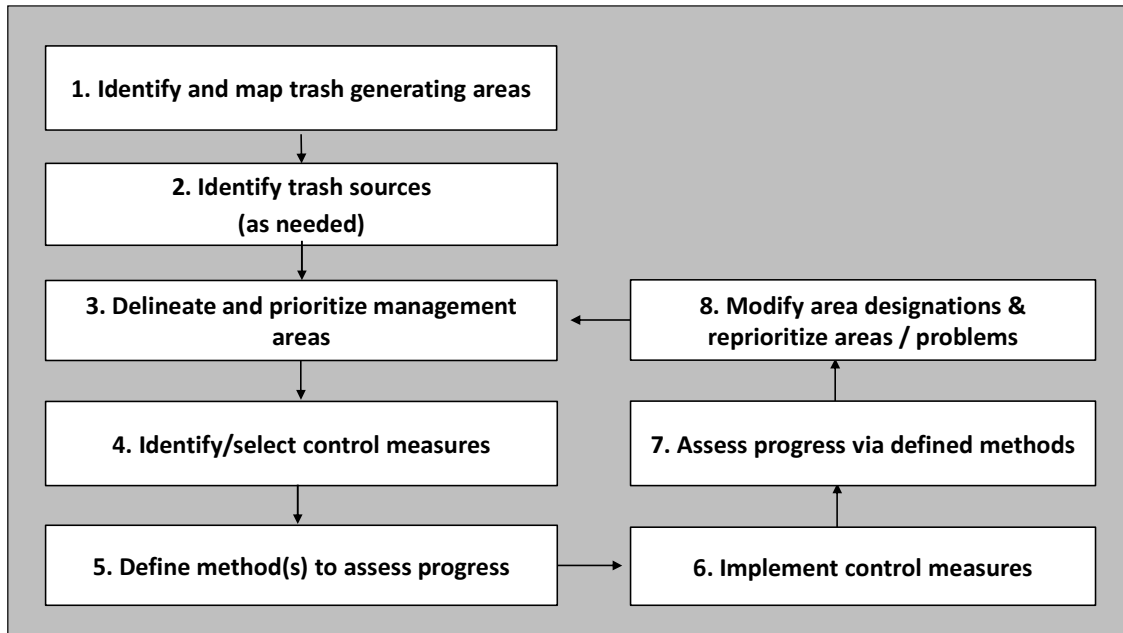 1. Identify and map trash generating areas
2. Identify trash sources
(as needed)
3. Delineate and prioritize management
areas
4. Identify/select control measures
5. Define method(s) to assess progress
6. Implement control measures
7. Assess progress via defined methods
8. Modify area designations &
reprioritize areas / problems